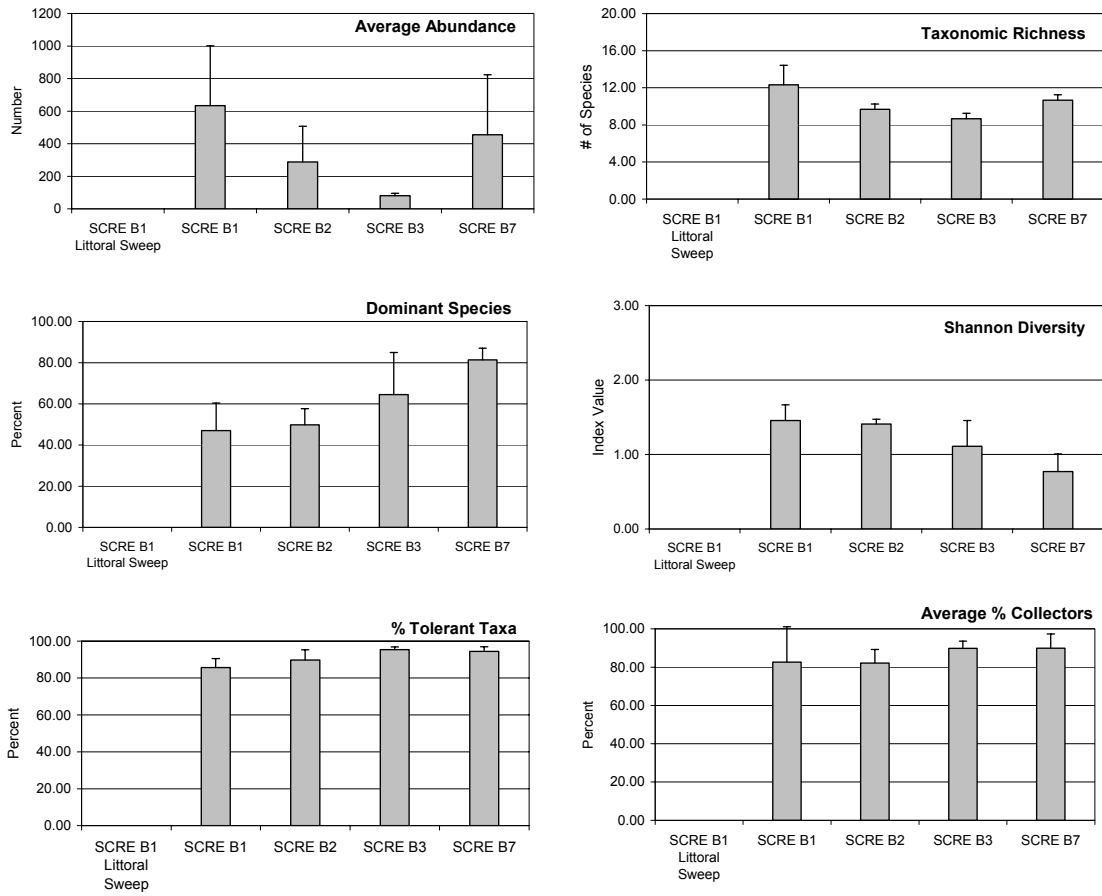 Average Abundance
Number
1200
1000
800
600
400
200
0
SCRE B1
Littoral Sweep
SCRE B1
SCRE B2
SCRE B3
SCRE B7
Taxonomic Richness
# of Species
20.00
16.00
12.00
8.00
4.00
0.00
SCRE B1
Littoral
Sweep
SCRE B1
SCRE B2
SCRE B3
SCRE B7
Dominant Species
Percent
100.00
80.00
60.00
40.00
20.00
0.00
SCRE B1
Littoral Sweep
SCRE B1
SCRE B2
SCRE B3
SCRE B7
Shannon Diversity
Index Value
3.00
2.00
1.00
0.00
SCRE B1
Littoral Sweep
SCRE B1
SCRE B2
SCRE B3
SCRE B7
% Tolerant Taxa
Percent
100.00
80.00
60.00
40.00
20.00
0.00
SCRE B1
Littoral
Sweep
SCRE B1
SCRE B2
SCRE B3
SCRE B7
Average % Collectors
Percent
100.00
80.00
60.00
40.00
20.00
0.00
SCRE B1
Littoral
Sweep
SCRE B1
SCRE B2
SCRE B3
SCRE B7